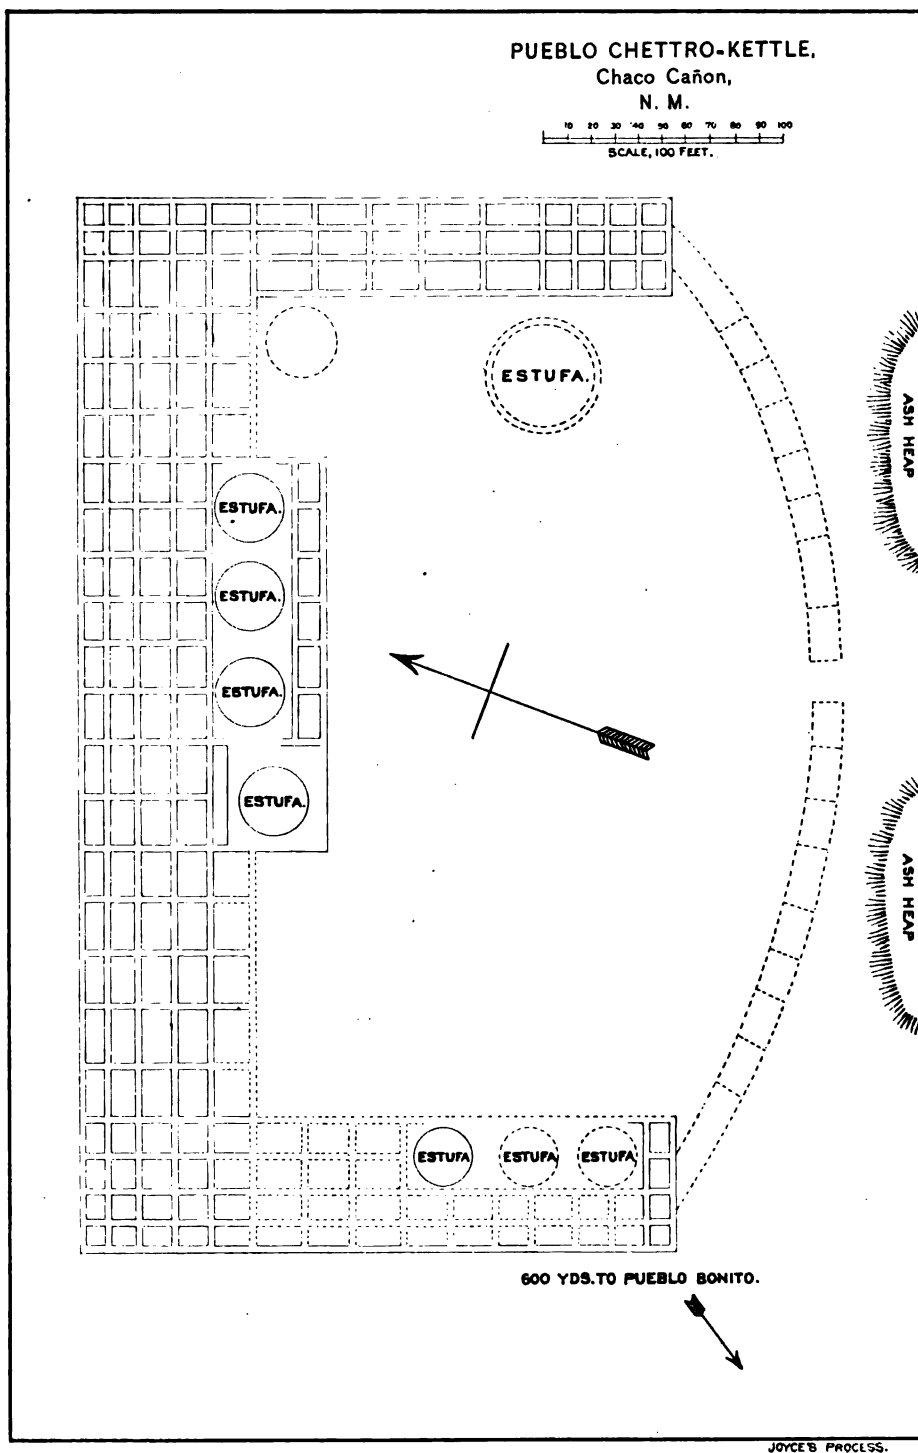 PUEBLO CHETTRO-KETTLE,
Chaco Cañon,
N. M.
10 20 30 40 50 60 70 80 90 100
SCALE, 100 FEET.
ESTUFA.
ASH HEAP
ESTUFA.
ESTUFA.
ESTUFA.
ESTUFA.
ASH HEAP
ESTUFA ESTUFA ESTUFA.
600 YDS. TO PUEBLO BONITO.
JOYCE'S PROCESS.